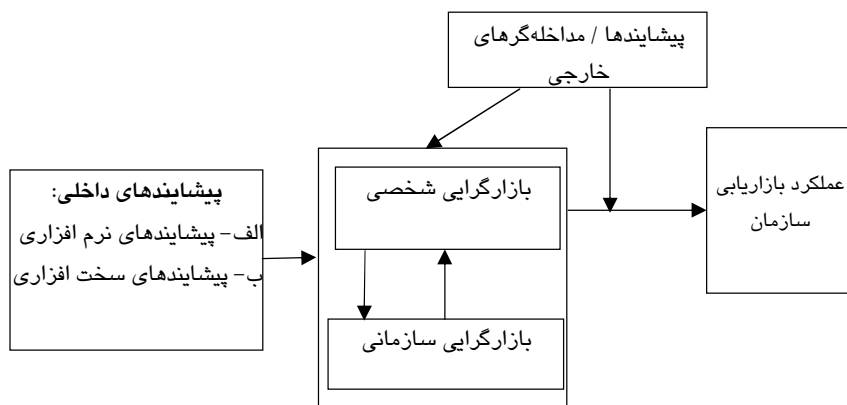 پیشایندها / مداخله‌گرهای
خارجی
پیشایندهای داخلی:
الف- پیشایندهای نرم افزاری
ب- پیشایندهای سخت افزاری
بازارگرایی شخصی
بازارگرایی سازمانی
عملکرد بازاریابی
سازمان